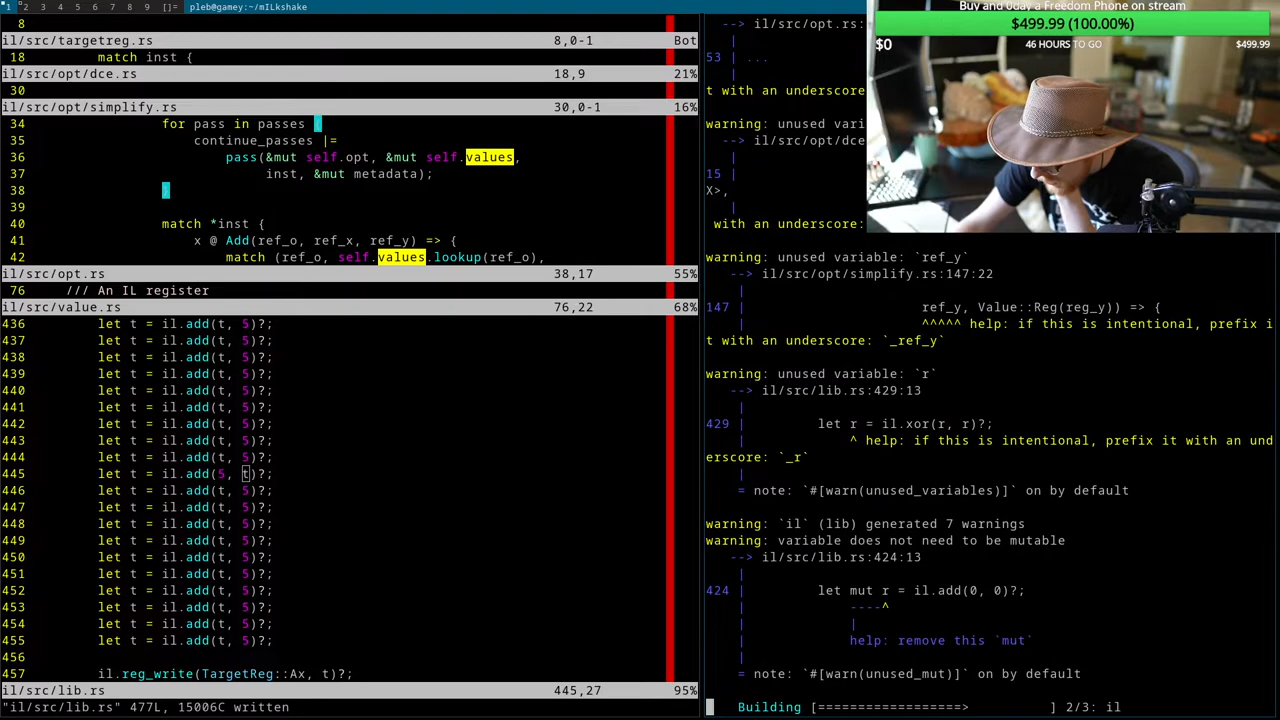 1 2 3 4 5 6 7 8 9 []= pleb@gamey:~/mILkshake
8
il/src/targetreg.rs 8,0-1 Bot
18 match inst {
il/src/opt/dce.rs 18,9 21%
30
il/src/opt/simplify.rs 30,0-1 16%
34 for pass in passes {
35 continue_passes |=
36 pass(&mut self.opt, &mut self.values,
37 inst, &mut metadata);
38 }
39
40 match *inst {
41 x @ Add(ref_o, ref_x, ref_y) => {
42 match (ref_o, self.values.lookup(ref_o),
il/src/opt.rs 38,17 55%
76 /// An IL register
il/src/value.rs 76,22 68%
436 let t = il.add(t, 5)?;
437 let t = il.add(t, 5)?;
438 let t = il.add(t, 5)?;
439 let t = il.add(t, 5)?;
440 let t = il.add(t, 5)?;
441 let t = il.add(t, 5)?;
442 let t = il.add(t, 5)?;
443 let t = il.add(t, 5)?;
444 let t = il.add(t, 5)?;
445 let t = il.add(5, t)?;
446 let t = il.add(t, 5)?;
447 let t = il.add(t, 5)?;
448 let t = il.add(t, 5)?;
449 let t = il.add(t, 5)?;
450 let t = il.add(t, 5)?;
451 let t = il.add(t, 5)?;
452 let t = il.add(t, 5)?;
453 let t = il.add(t, 5)?;
454 let t = il.add(t, 5)?;
455 let t = il.add(t, 5)?;
456
457 il.reg_write(TargetReg::Ax, t)?;
il/src/lib.rs 445,27 95%
"il/src/lib.rs" 477L, 15006C written
--> il/src/opt.rs:
|
53 | ...
|
t with an underscore
warning: unused vari
--> il/src/opt/dce
|
15
X>,
|
with an underscore:
warning: unused variable: `ref_y`
--> il/src/opt/simplify.rs:147:22
|
147 | ref_y, Value::Reg(reg_y)) => {
| ^^^^^ help: if this is intentional, prefix i
t with an underscore: `_ref_y`
warning: unused variable: `r`
--> il/src/lib.rs:429:13
|
429 | let r = il.xor(r, r)?;
| ^ help: if this is intentional, prefix it with an und
erscore: `_r`
|
= note: `#[warn(unused_variables)]` on by default
warning: `il` (lib) generated 7 warnings
warning: variable does not need to be mutable
--> il/src/lib.rs:424:13
|
424 | let mut r = il.add(0, 0)?;
| ----^
| |
| help: remove this `mut`
|
= note: `#[warn(unused_mut)]` on by default
Building [==================> ] 2/3: il
Buy and 0day a Freedom Phone on stream
$499.99 (100.00%)
$0 46 HOURS TO GO $499.99